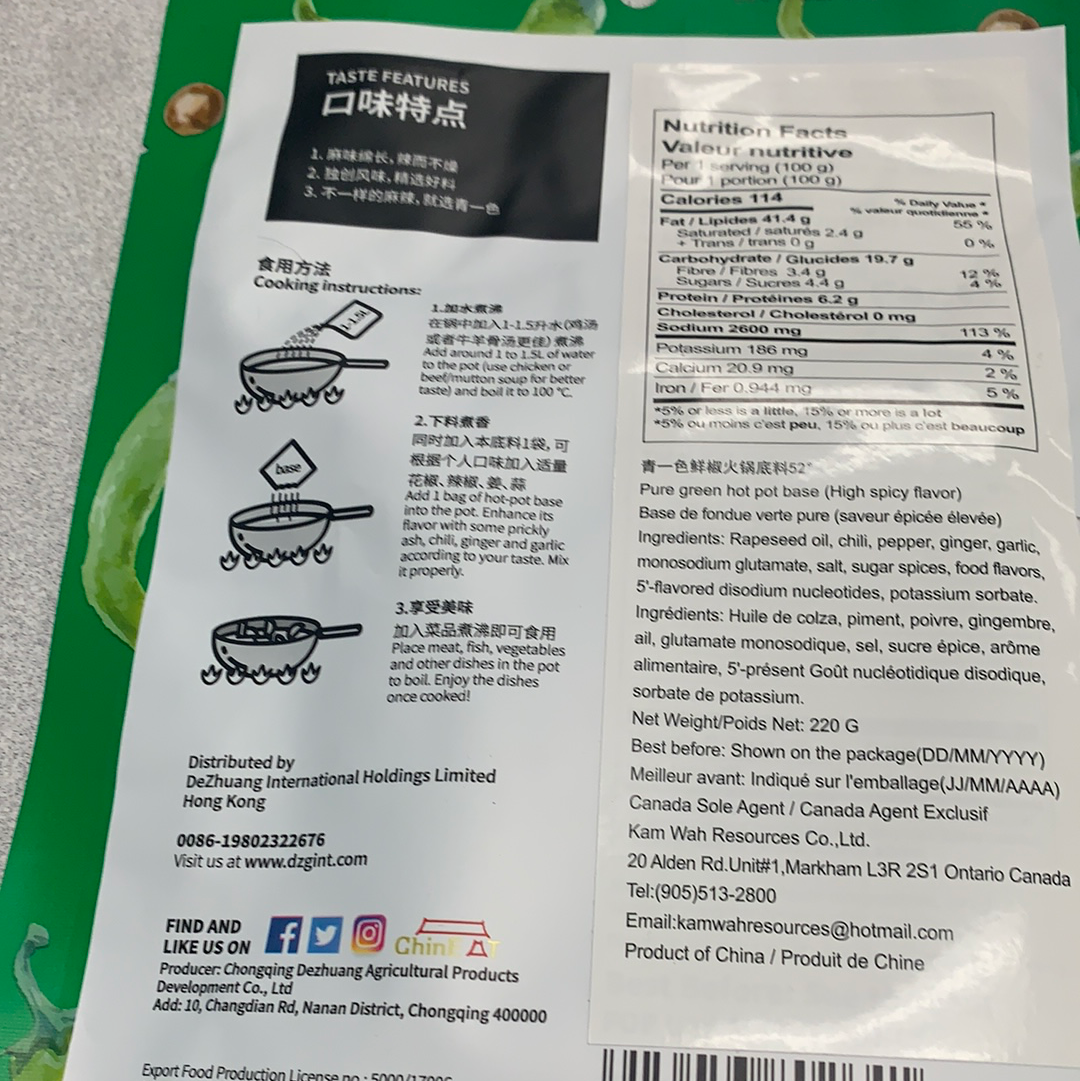 TASTE FEATURES
口味特点
1. 麻味绵长，辣而不燥
2. 独创风味，精选好料
3. 不一样的麻辣，就选青一色
食用方法
Cooking instructions:
1-1.5L
1.加水煮沸
在锅中加入1-1.5升水(鸡汤
或者牛羊骨汤更佳) 煮沸
Add around 1 to 1.5L of water
to the pot (use chicken or
beef/mutton soup for better
taste) and boil it to 100 °C.
base
2.下料煮香
同时加入本底料1袋, 可
根据个人口味加入适量
花椒、辣椒、姜、蒜
Add 1 bag of hot-pot base
into the pot. Enhance its
flavor with some prickly
ash, chili, ginger and garlic
according to your taste. Mix
it properly.
3.享受美味
加入菜品煮沸即可食用
Place meat, fish, vegetables
and other dishes in the pot
to boil. Enjoy the dishes
once cooked!
Distributed by
DeZhuang International Holdings Limited
Hong Kong
0086-19802322676
Visit us at www.dzgint.com
FIND AND
LIKE US ON
Producer: Chongqing Dezhuang Agricultural Products
Development Co., Ltd
Add: 10, Changdian Rd, Nanan District, Chongqing 400000
Export Food Production License no.: 5000/
Nutrition Facts
Valeur nutritive
Per 1 serving (100 g)
Pour 1 portion (100 g)
Calories 114
% Daily Value *
% valeur quotidienne *
Fat / Lipides 41.4 g 55 %
Saturated / saturés 2.4 g
+ Trans / trans 0 g 0 %
Carbohydrate / Glucides 19.7 g
Fibre / Fibres 3.4 g 12 %
Sugars / Sucres 4.4 g 4 %
Protein / Protéines 6.2 g
Cholesterol / Cholestérol 0 mg
Sodium 2600 mg 113 %
Potassium 186 mg 4 %
Calcium 20.9 mg 2 %
Iron / Fer 0.944 mg 5 %
*5% or less is a little, 15% or more is a lot
*5% ou moins c'est peu, 15% ou plus c'est beaucoup
青一色鲜椒火锅底料52°
Pure green hot pot base (High spicy flavor)
Base de fondue verte pure (saveur épicée élevée)
Ingredients: Rapeseed oil, chili, pepper, ginger, garlic,
monosodium glutamate, salt, sugar spices, food flavors,
5'-flavored disodium nucleotides, potassium sorbate.
Ingrédients: Huile de colza, piment, poivre, gingembre,
ail, glutamate monosodique, sel, sucre épice, arôme
alimentaire, 5'-présent Goût nucléotidique disodique,
sorbate de potassium.
Net Weight/Poids Net: 220 G
Best before: Shown on the package(DD/MM/YYYY)
Meilleur avant: Indiqué sur l'emballage(JJ/MM/AAAA)
Canada Sole Agent / Canada Agent Exclusif
Kam Wah Resources Co.,Ltd.
20 Alden Rd.Unit#1,Markham L3R 2S1 Ontario Canada
Tel:(905)513-2800
Email:kamwahresources@hotmail.com
Product of China / Produit de Chine